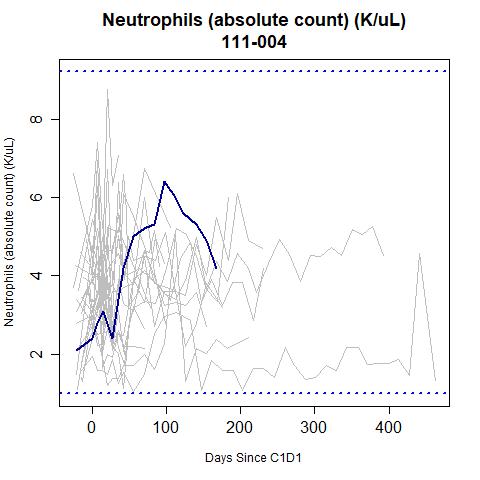 Neutrophils (absolute count) (K/uL)
111-004
Neutrophils (absolute count) (K/uL)
8
6
4
2
0 100 200 300 400
Days Since C1D1